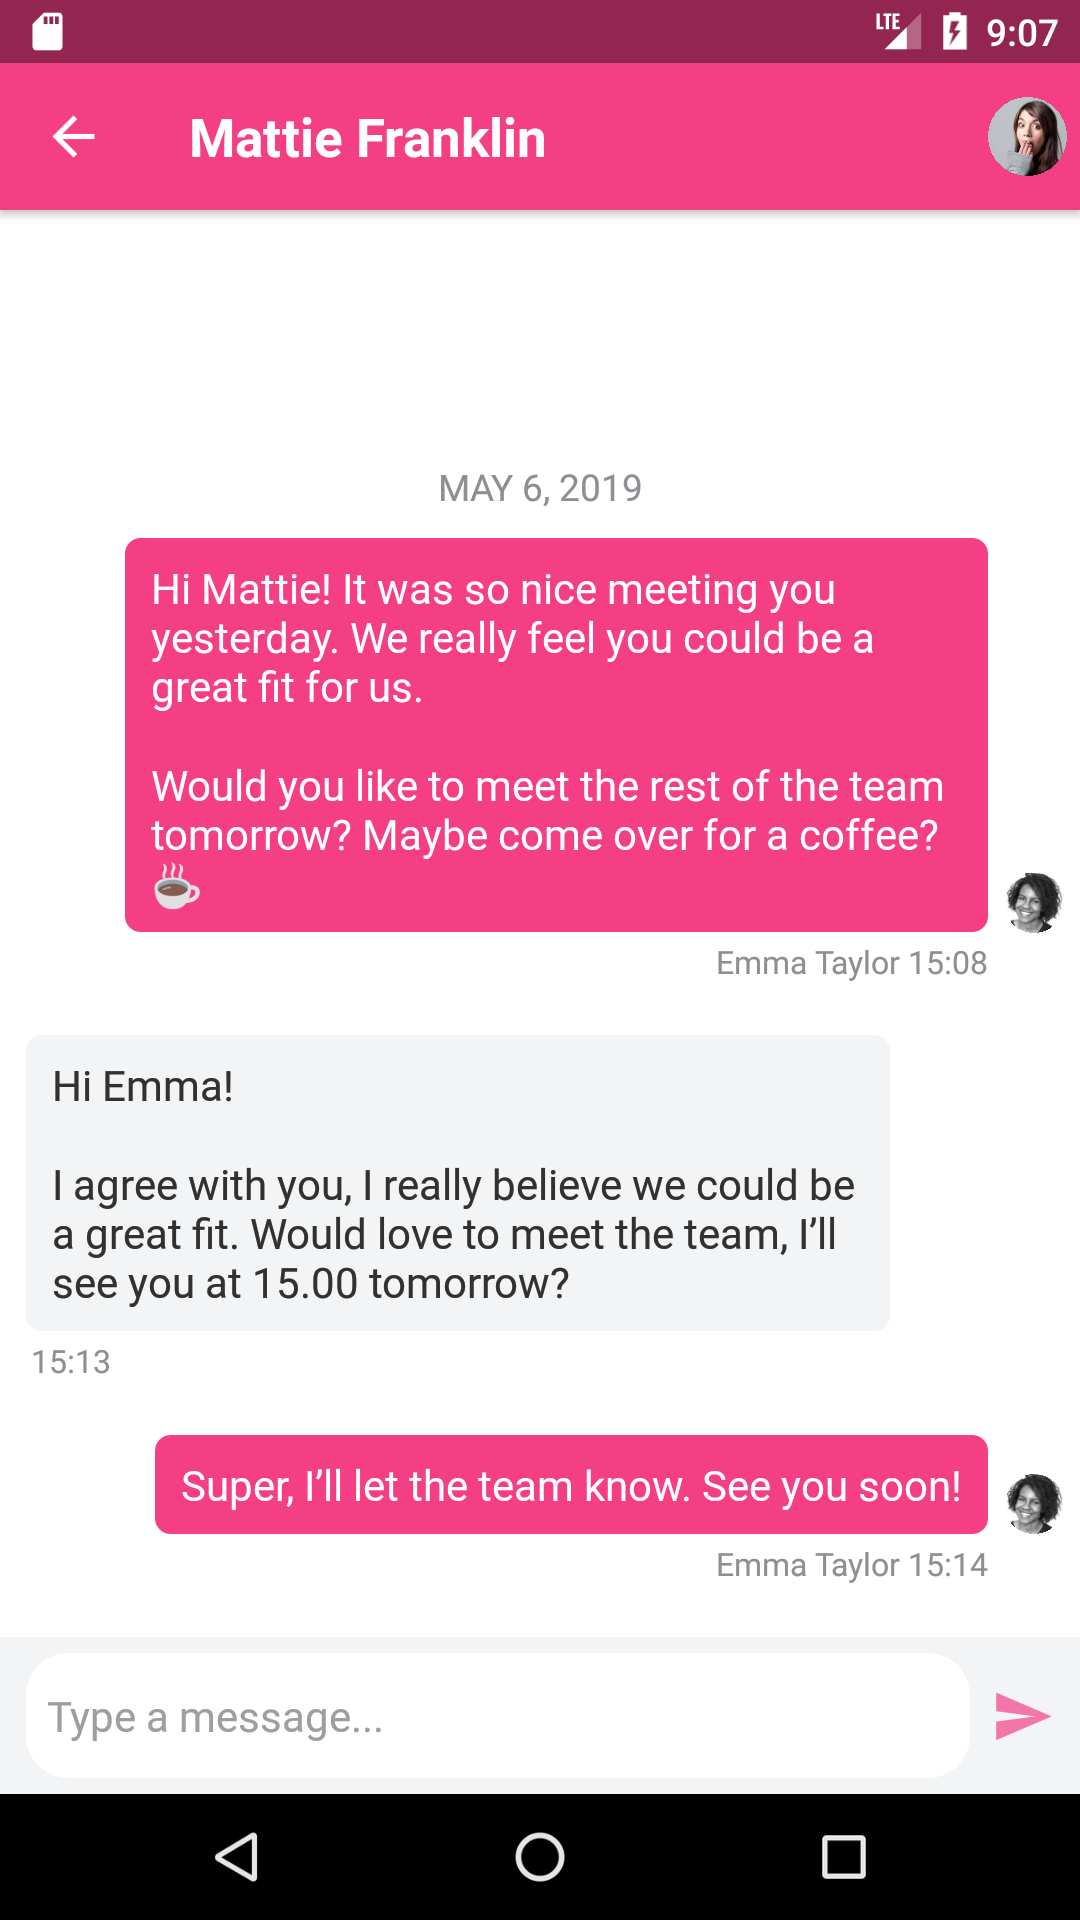 LTE 9:07
Mattie Franklin
MAY 6, 2019
Hi Mattie! It was so nice meeting you
yesterday. We really feel you could be a
great fit for us.
Would you like to meet the rest of the team
tomorrow? Maybe come over for a coffee?
☕
Emma Taylor 15:08
Hi Emma!
I agree with you, I really believe we could be
a great fit. Would love to meet the team, I’ll
see you at 15.00 tomorrow?
15:13
Super, I’ll let the team know. See you soon!
Emma Taylor 15:14
Type a message...